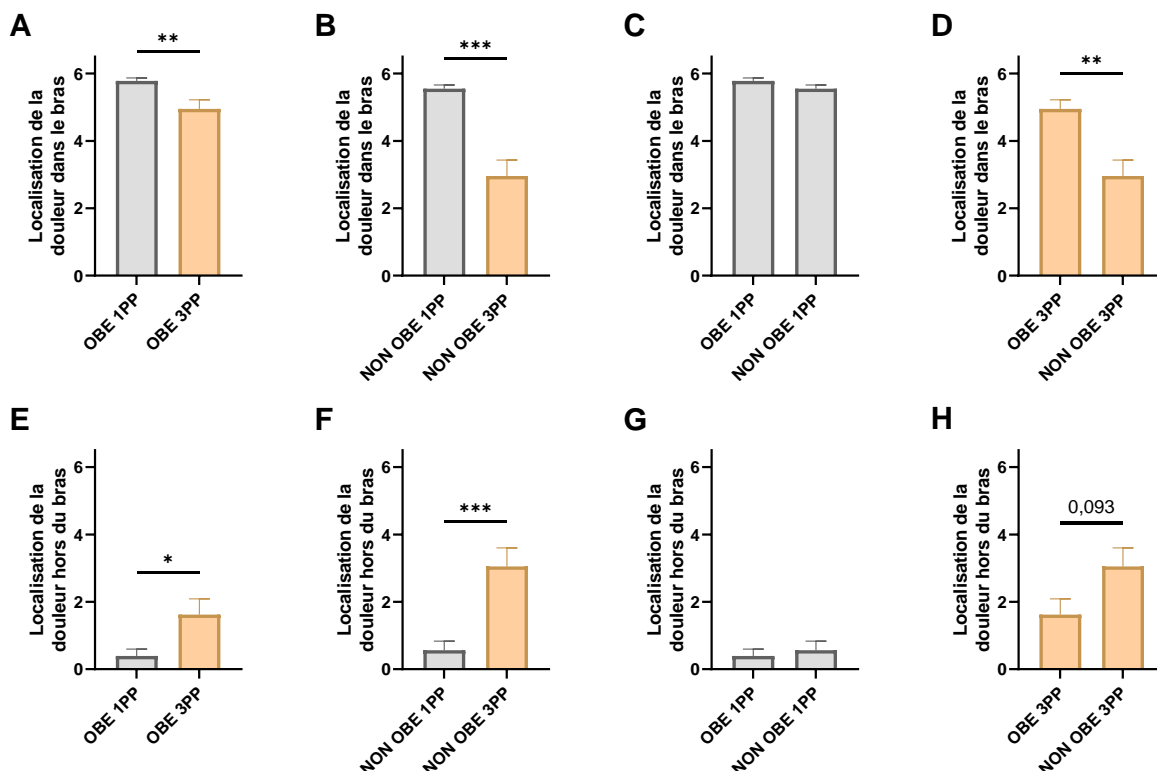 A
Localisation de la
douleur dans le bras
6
4
2
0
**
OBE 1PP
OBE 3PP
B
Localisation de la
douleur dans le bras
6
4
2
0
***
NON OBE 1PP
NON OBE 3PP
C
Localisation de la
douleur dans le bras
6
4
2
0
OBE 1PP
NON OBE 1PP
D
Localisation de la
douleur dans le bras
6
4
2
0
**
OBE 3PP
NON OBE 3PP
E
Localisation de la
douleur hors du bras
6
4
2
0
*
OBE 1PP
OBE 3PP
F
Localisation de la
douleur hors du bras
6
4
2
0
***
NON OBE 1PP
NON OBE 3PP
G
Localisation de la
douleur hors du bras
6
4
2
0
OBE 1PP
NON OBE 1PP
H
Localisation de la
douleur hors du bras
6
4
2
0
0,093
OBE 3PP
NON OBE 3PP